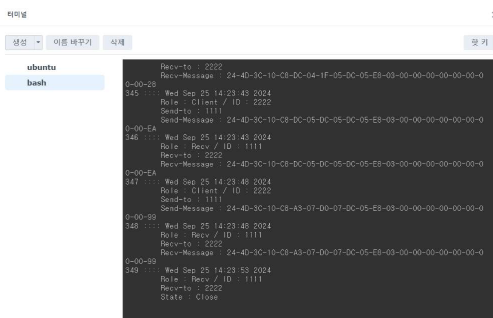 터미널
생성 이름 바꾸기 삭제 핫 키
ubuntu
bash
Recv-to : 2222
Recv-Message : 24-4D-3C-10-C8-DC-04-1F-05-DC-05-E8-03-00-00-00-00-00-00-0
0-00-28
345 :::: Wed Sep 25 14:23:43 2024
Role : Client / ID : 2222
Send-to : 1111
Send-Message : 24-4D-3C-10-C8-DC-05-DC-05-DC-05-E8-03-00-00-00-00-00-00-0
0-00-EA
346 :::: Wed Sep 25 14:23:43 2024
Role : Recv / ID : 1111
Recv-to : 2222
Recv-Message : 24-4D-3C-10-C8-DC-05-DC-05-DC-05-E8-03-00-00-00-00-00-00-0
0-00-EA
347 :::: Wed Sep 25 14:23:48 2024
Role : Client / ID : 2222
Send-to : 1111
Send-Message : 24-4D-3C-10-C8-A3-07-D0-07-DC-05-E8-03-00-00-00-00-00-00-0
0-00-99
348 :::: Wed Sep 25 14:23:48 2024
Role : Recv / ID : 1111
Recv-to : 2222
Recv-Message : 24-4D-3C-10-C8-A3-07-D0-07-DC-05-E8-03-00-00-00-00-00-00-0
0-00-99
349 :::: Wed Sep 25 14:23:53 2024
Role : Recv / ID : 1111
Recv-to : 2222
State : Close